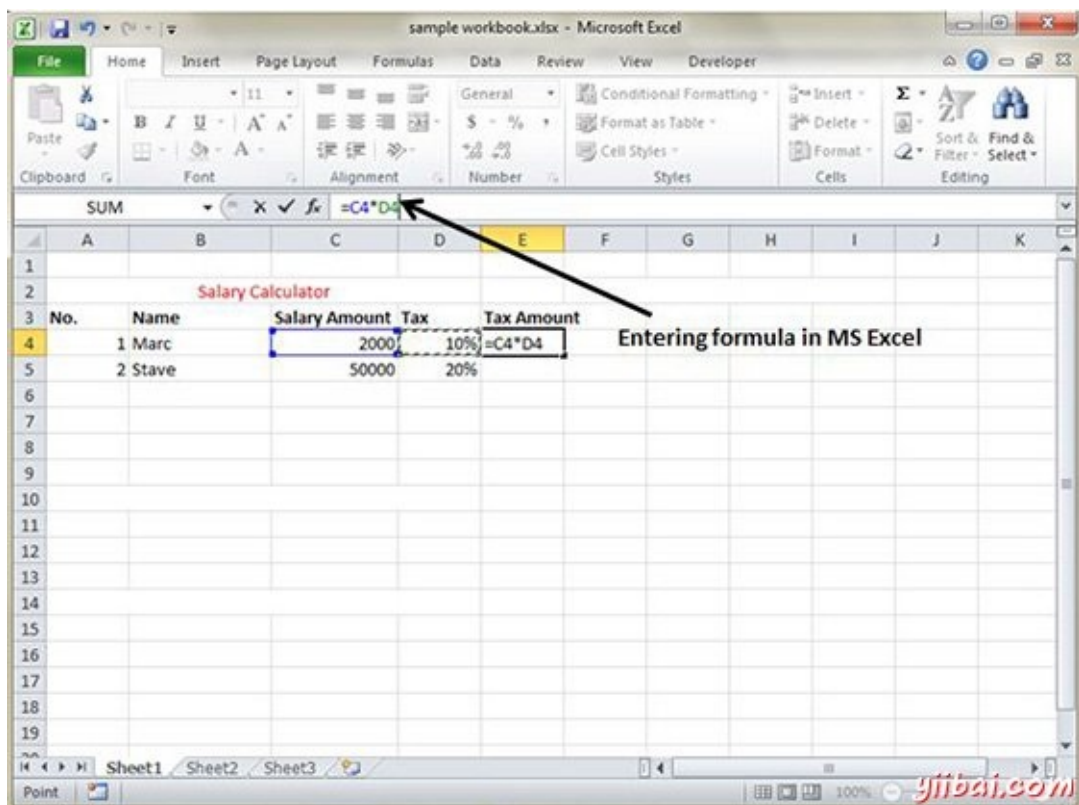 sample workbook.xlsx - Microsoft Excel
File Home Insert Page Layout Formulas Data Review View Developer
11 General Conditional Formatting Insert Σ
Paste B I U A A $ % , Format as Table Delete Sort & Find &
A Cell Styles Format Filter Select
Clipboard Font Alignment Number Styles Cells Editing
SUM fx =C4*D4
A B C D E F G H I J K
1
2 Salary Calculator
3 No. Name Salary Amount Tax Tax Amount
Entering formula in MS Excel
4 1 Marc 2000 10% =C4*D4
5 2 Stave 50000 20%
6
7
8
9
10
11
12
13
14
15
16
17
18
19
Sheet1 Sheet2 Sheet3
Point 100%
yiibai.com